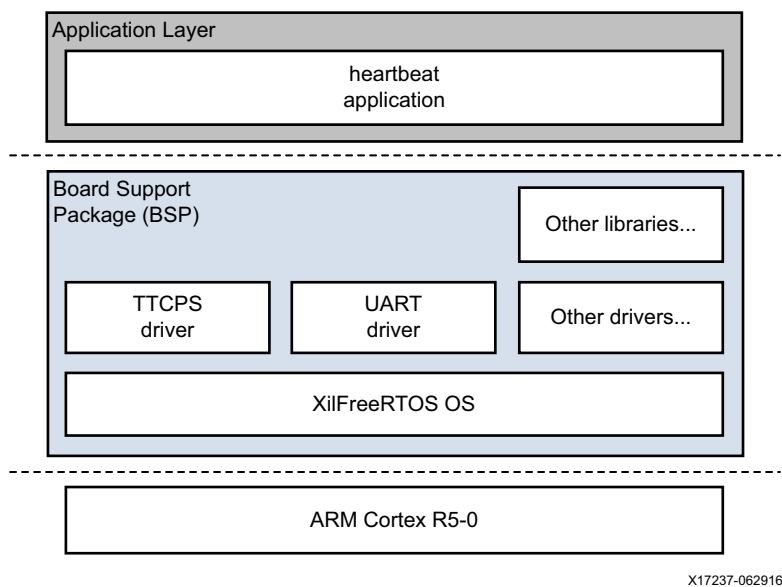 Application Layer
heartbeat
application
Board Support
Package (BSP)
Other libraries...
TTCPS
driver
UART
driver
Other drivers...
XilFreeRTOS OS
ARM Cortex R5-0
X17237-062916